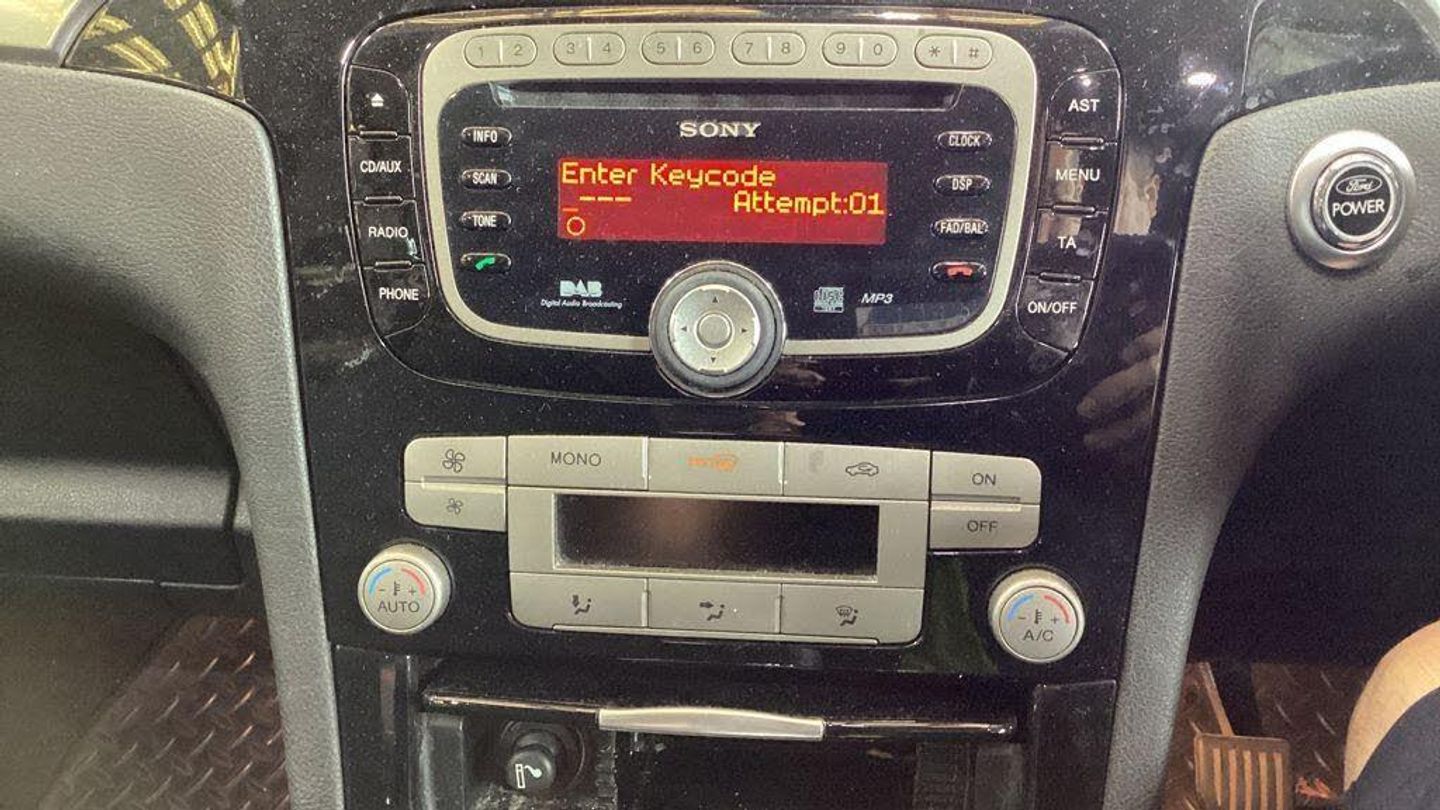 1 2 3 4 5 6 7 8 9 0 * #
SONY
INFO
SCAN
TONE
CLOCK
DSP
FAD/BAL
Enter Keycode
_--- Attempt:01
CD/AUX
RADIO
PHONE
AST
MENU
TA
ON/OFF
DAB
Digital Audio Broadcasting
MP3
Ford
POWER
MONO
ON
OFF
- + AUTO
- + A/C